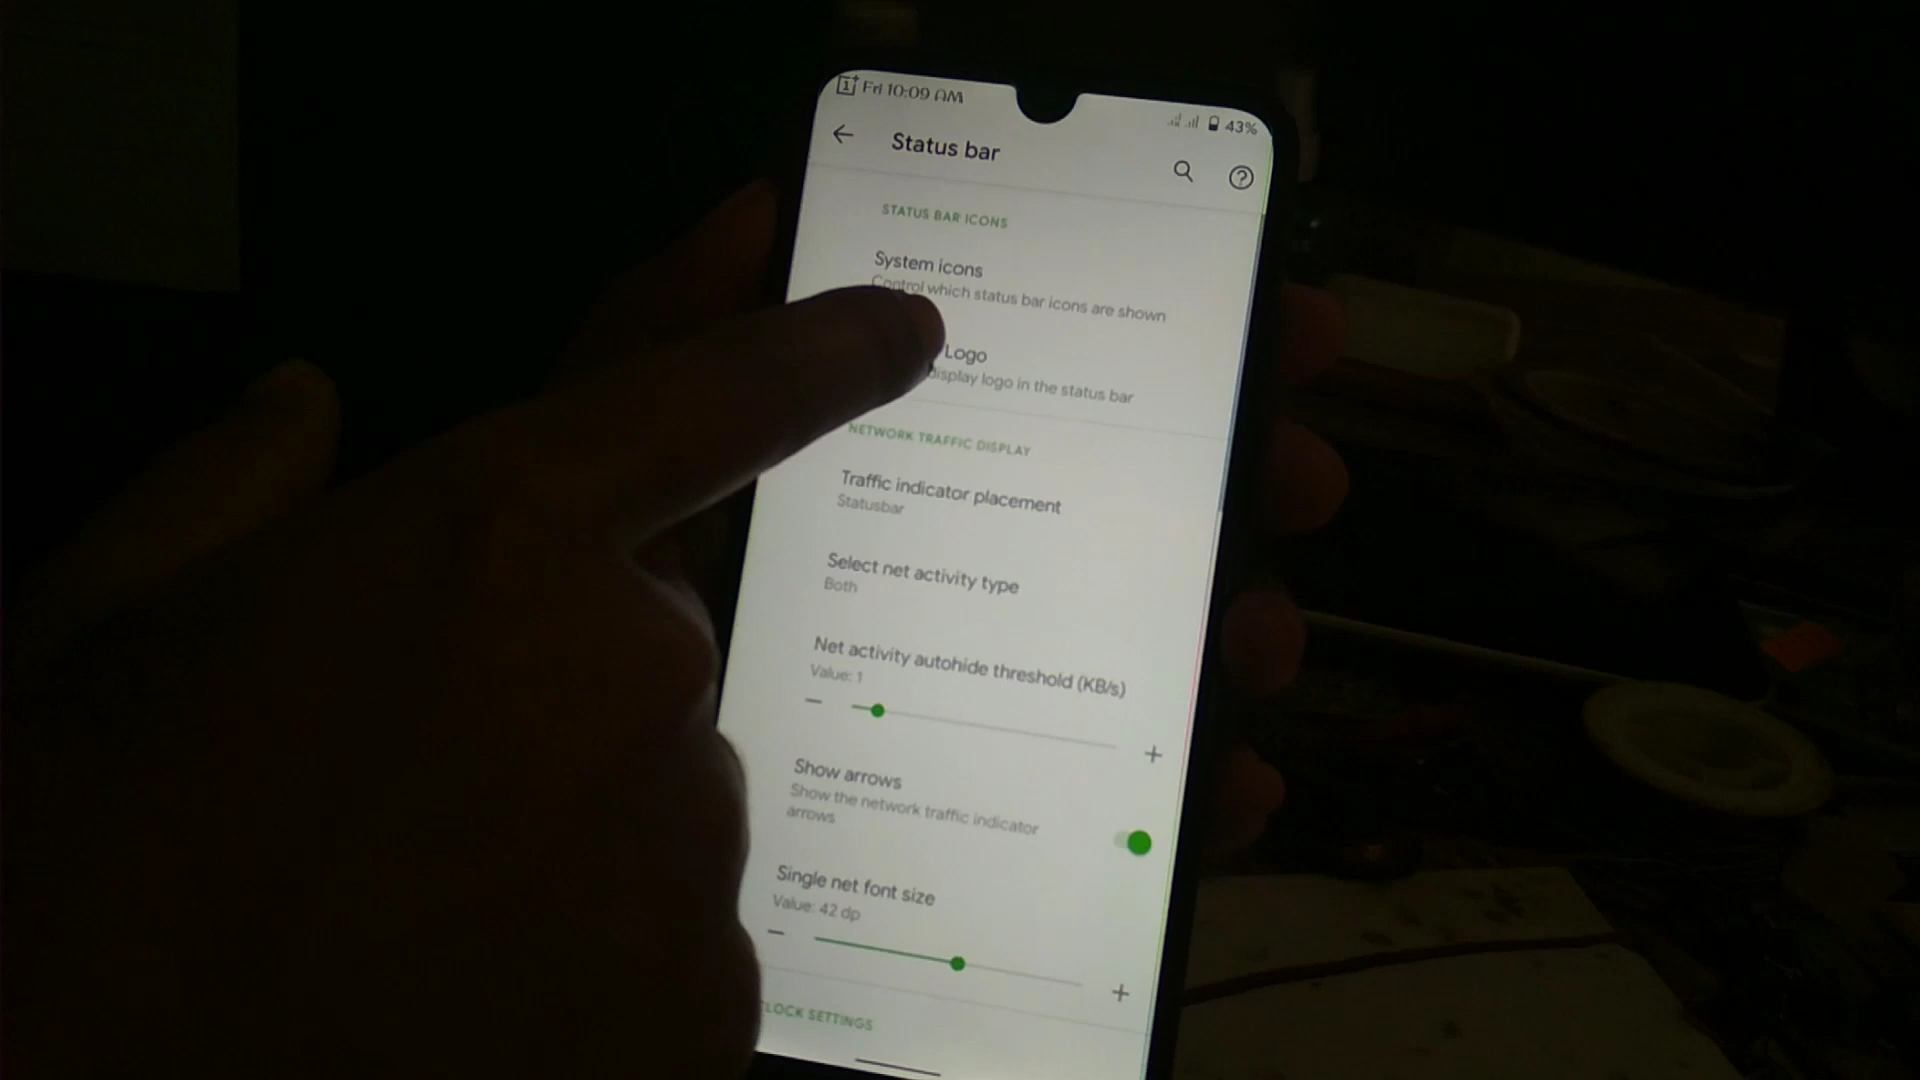 Fri 10:09 AM
43%
Status bar
STATUS BAR ICONS
System icons
Control which status bar icons are shown
Logo
display logo in the status bar
NETWORK TRAFFIC DISPLAY
Traffic indicator placement
Statusbar
Select net activity type
Both
Net activity autohide threshold (KB/s)
Value: 1
Show arrows
Show the network traffic indicator
arrows
Single net font size
Value: 42 dp
CLOCK SETTINGS